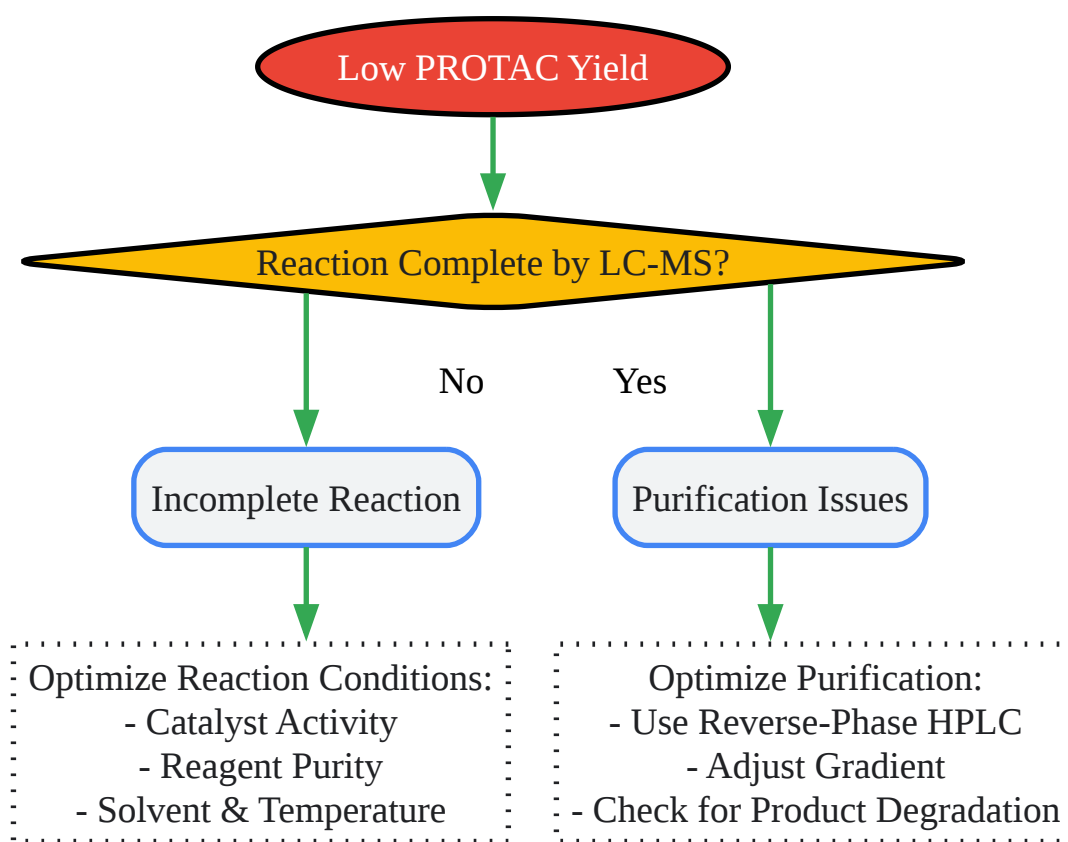 Low PROTAC Yield
Reaction Complete by LC-MS?
No
Yes
Incomplete Reaction
Purification Issues
Optimize Reaction Conditions:
- Catalyst Activity
- Reagent Purity
- Solvent & Temperature
Optimize Purification:
- Use Reverse-Phase HPLC
- Adjust Gradient
- Check for Product Degradation